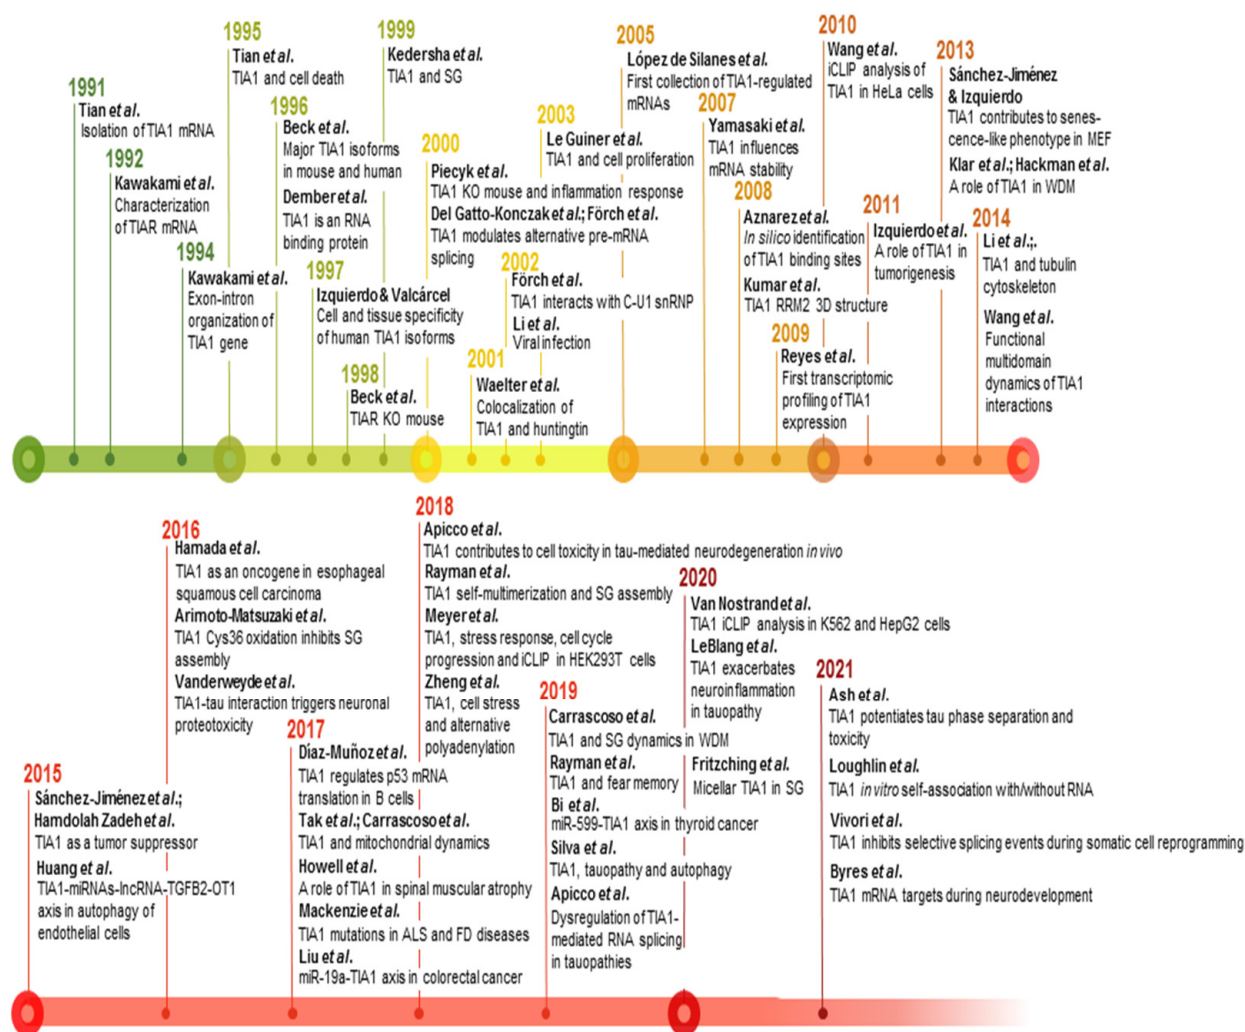 1991
Tian et al.
Isolation of TIA1 mRNA
1992
Kawakami et al.
Characterization
of TIAR mRNA
1994
Kawakami et al.
Exon-intron
organization of
TIA1 gene
1995
Tian et al.
TIA1 and cell death
1996
Beck et al.
Major TIA1 isoforms
in mouse and human
Dember et al.
TIA1 is an RNA
binding protein
1997
Izquierdo & Valcárcel
Cell and tissue specificity
of human TIA1 isoforms
1998
Beck et al.
TIAR KO mouse
1999
Kedersha et al.
TIA1 and SG
2000
Piecyk et al.
TIA1 KO mouse and inflammation response
Del Gatto-Konczak et al.; Förch et al.
TIA1 modulates alternative pre-mRNA
splicing
2001
Waelter et al.
Colocalization of
TIA1 and huntingtin
2002
Förch et al.
TIA1 interacts with C-U1 snRNP
Li et al.
Viral infection
2003
Le Guiner et al.
TIA1 and cell proliferation
2005
López de Silanes et al.
First collection of TIA1-regulated
mRNAs
2007
Yamasaki et al.
TIA1 influences
mRNA stability
2008
Aznarez et al.
In silico identification
of TIA1 binding sites
Kumar et al.
TIA1 RRM2 3D structure
2009
Reyes et al.
First transcriptomic
profiling of TIA1
expression
2010
Wang et al.
iCLIP analysis of
TIA1 in HeLa cells
2011
Izquierdo et al.
A role of TIA1 in
tumorigenesis
2013
Sánchez-Jiménez
& Izquierdo
TIA1 contributes to senes-
cence-like phenotype in MEF
Klar et al.; Hackman et al.
A role of TIA1 in WDM
2014
Li et al.;.
TIA1 and tubulin
cytoskeleton
Wang et al.
Functional
multidomain
dynamics of TIA1
interactions
2015
Sánchez-Jiménez et al.;
Hamdolah Zadeh et al.
TIA1 as a tumor suppressor
Huang et al.
TIA1-miRNAs-lncRNA-TGFB2-OT1
axis in autophagy of
endothelial cells
2016
Hamada et al.
TIA1 as an oncogene in esophageal
squamous cell carcinoma
Arimoto-Matsuzaki et al.
TIA1 Cys36 oxidation inhibits SG
assembly
Vanderweyde et al.
TIA1-tau interaction triggers neuronal
proteotoxicity
2017
Díaz-Muñoz et al.
TIA1 regulates p53 mRNA
translation in B cells
Tak et al.; Carrascoso et al.
TIA1 and mitochondrial dynamics
Howell et al.
A role of TIA1 in spinal muscular atrophy
Mackenzie et al.
TIA1 mutations in ALS and FD diseases
Liu et al.
miR-19a-TIA1 axis in colorectal cancer
2018
Apicco et al.
TIA1 contributes to cell toxicity in tau-mediated neurodegeneration in vivo
Rayman et al.
TIA1 self-multimerization and SG assembly
Meyer et al.
TIA1, stress response, cell cycle
progression and iCLIP in HEK293T cells
Zheng et al.
TIA1, cell stress
and alternative
polyadenylation
2019
Carrascoso et al.
TIA1 and SG dynamics in WDM
Rayman et al.
TIA1 and fear memory
Bi et al.
miR-599-TIA1 axis in thyroid cancer
Silva et al.
TIA1, tauopathy and autophagy
Apicco et al.
Dysregulation of TIA1-
mediated RNA splicing
in tauopathies
2020
Van Nostrand et al.
TIA1 iCLIP analysis in K562 and HepG2 cells
LeBlang et al.
TIA1 exacerbates
neuroinflammation
in tauopathy
Fritzching et al.
Micellar TIA1 in SG
2021
Ash et al.
TIA1 potentiates tau phase separation and
toxicity
Loughlin et al.
TIA1 in vitro self-association with/without RNA
Vivori et al.
TIA1 inhibits selective splicing events during somatic cell reprogramming
Byres et al.
TIA1 mRNA targets during neurodevelopment